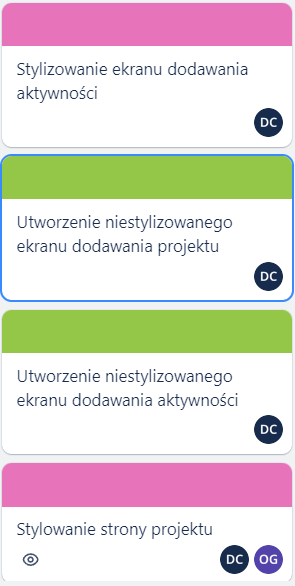 Stylizowanie ekranu dodawania
aktywności
DC
Utworzenie niestylizowanego
ekranu dodawania projektu
DC
Utworzenie niestylizowanego
ekranu dodawania aktywności
DC
Stylowanie strony projektu
DC OG